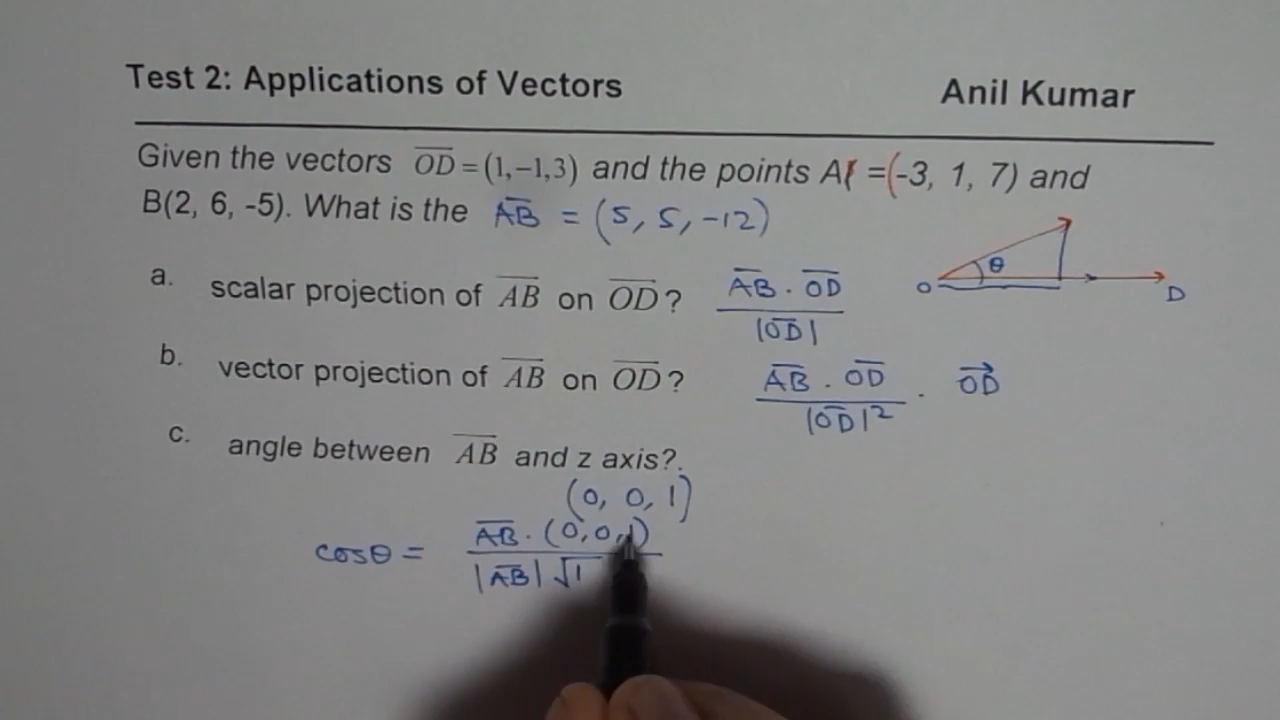 Test 2: Applications of Vectors Anil Kumar
Given the vectors OD = (1,−1,3) and the points A = (-3, 1, 7) and
B(2, 6, -5). What is the AB = (5, 5, -12)
a. scalar projection of AB on OD? AB . OD / |OD|
θ
O D
b. vector projection of AB on OD? AB . OD / |OD|² . OD
c. angle between AB and z axis?.
(0, 0, 1)
cosθ = AB . (0,0,1) / |AB| √1